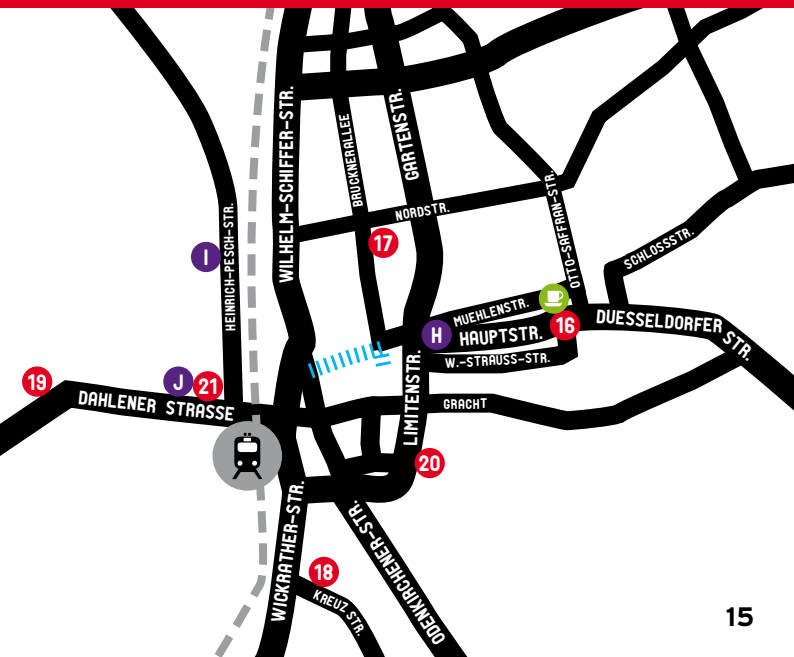 WILHELM-SCHIFFER-STR.
BRUCKNERALLEE
GARTENSTR.
NORDSTR.
17
OTTO-SAFFRAN-STR.
SCHLOSSSTR.
HEINRICH-PESCH-STR.
I
MUEHLENSTR.
H
HAUPTSTR.
16
DUESSELDORFER
STR.
W.-STRAUSS-STR.
LIMITENSTR.
19
J
21
DAHLENER STRASSE
GRACHT
20
WICKRATHER-STR.
ODENKIRCHENER-STR.
18
KREUZ STR.
15